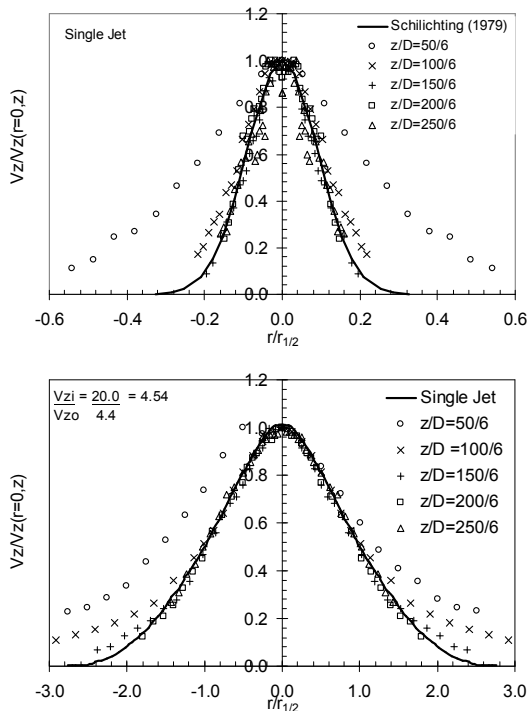 Single Jet
Vz/Vz(r=0,z)
1.2
1.0
0.8
0.6
0.4
0.2
0.0
-0.6 -0.4 -0.2 0.0 0.2 0.4 0.6
r/r1/2
Schilichting (1979)
z/D=50/6
z/D=100/6
z/D=150/6
z/D=200/6
z/D=250/6
Vzi = 20.0 = 4.54
Vzo 4.4
Vz/Vz(r=0,z)
1.2
1.0
0.8
0.6
0.4
0.2
0.0
-3.0 -2.0 -1.0 0.0 1.0 2.0 3.0
r/r1/2
Single Jet
z/D=50/6
z/D =100/6
z/D=150/6
z/D=200/6
z/D=250/6